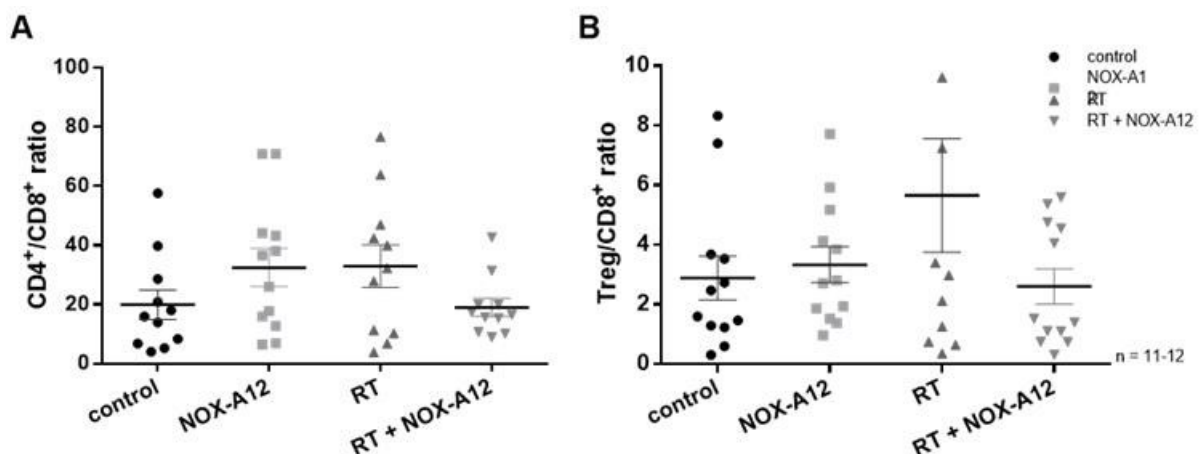 A
CD4+/CD8+ ratio
100
80
60
40
20
0
control
NOX-A12
RT
RT + NOX-A12
B
Treg/CD8+ ratio
10
8
6
4
2
0
control
NOX-A12
RT
RT + NOX-A12
control
NOX-A1
RT
RT + NOX-A12
n = 11-12